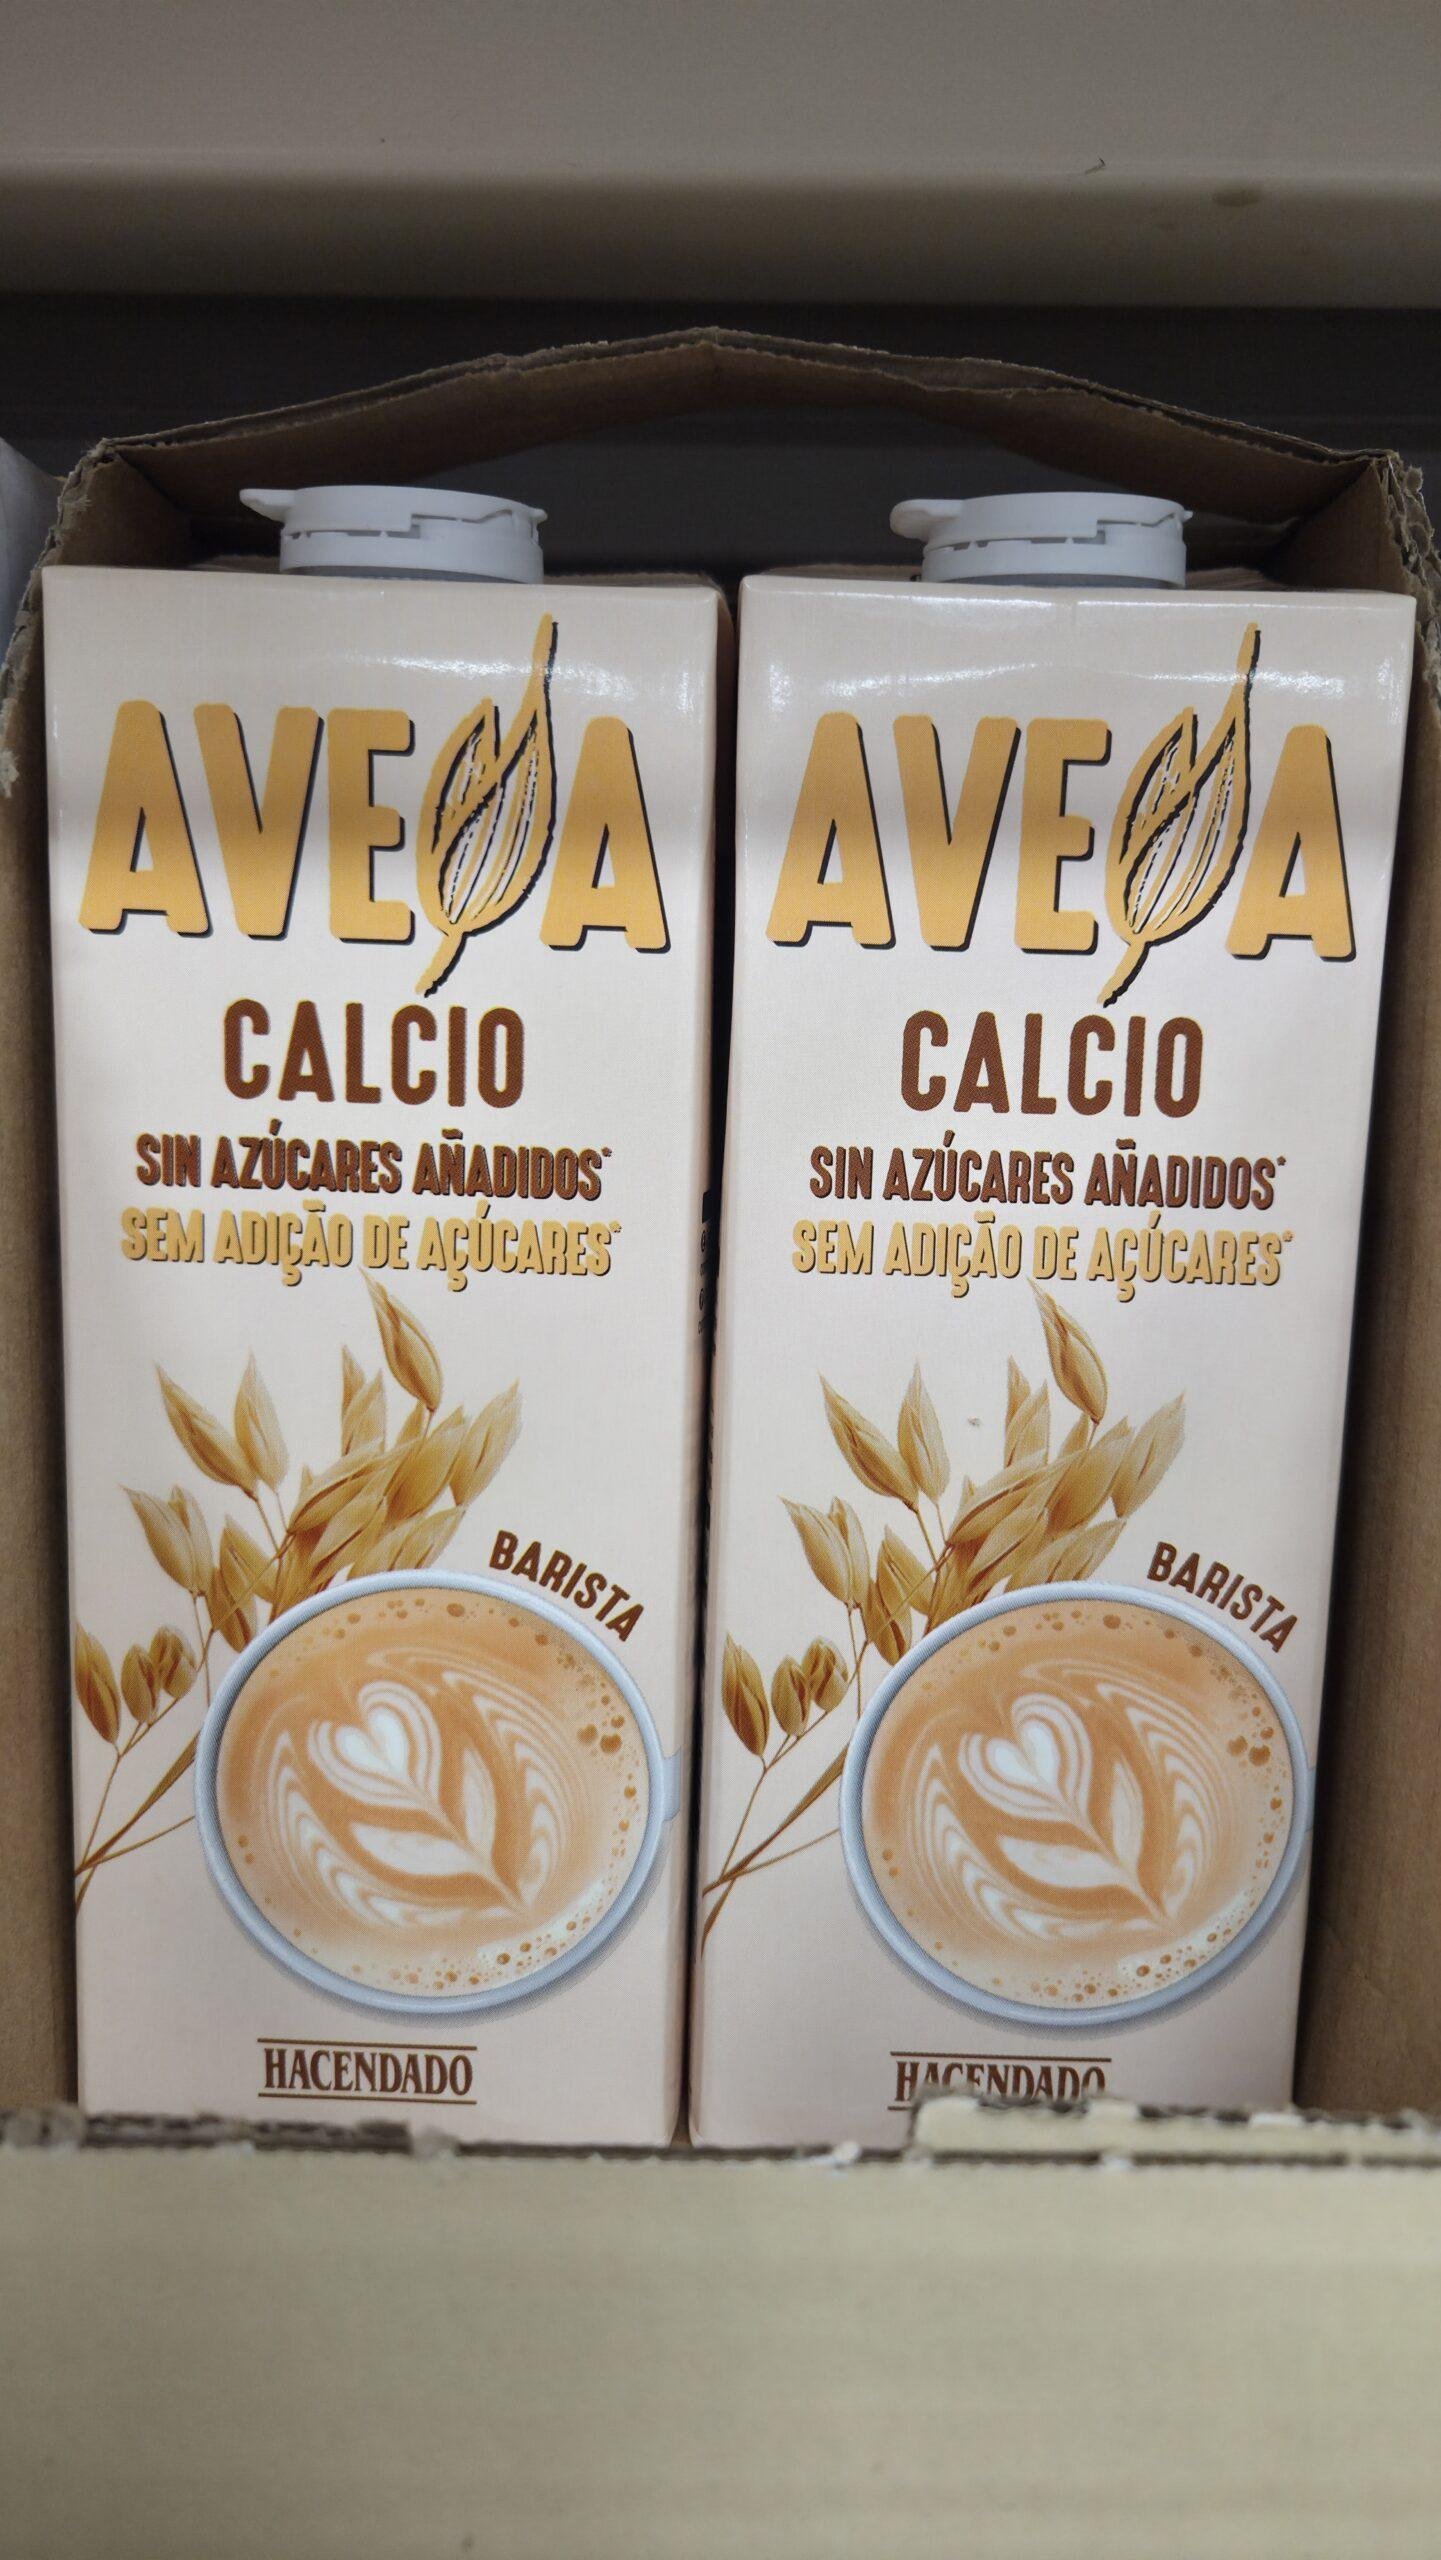 AVENA
CALCIO
SIN AZÚCARES AÑADIDOS*
SEM ADIÇÃO DE AÇÚCARES*
BARISTA
HACENDADO
AVENA
CALCIO
SIN AZÚCARES AÑADIDOS*
SEM ADIÇÃO DE AÇÚCARES*
BARISTA
HACENDADO